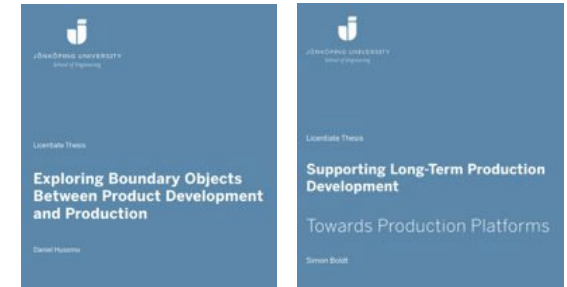 JÖNKÖPING UNIVERSITY
School of Engineering
Licentiate Thesis
Exploring Boundary Objects
Between Product Development
and Production
Daniel
JÖNKÖPING UNIVERSITY
School of Engineering
Licentiate Thesis
Supporting Long-Term Production
Development
Towards Production Platforms
Simon Boldt